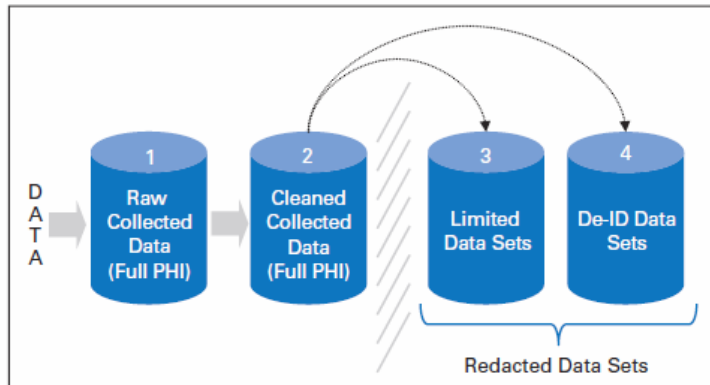 DATA
1
Raw
Collected
Data
(Full PHI)
2
Cleaned
Collected
Data
(Full PHI)
3
Limited
Data Sets
4
De-ID Data
Sets
Redacted Data Sets